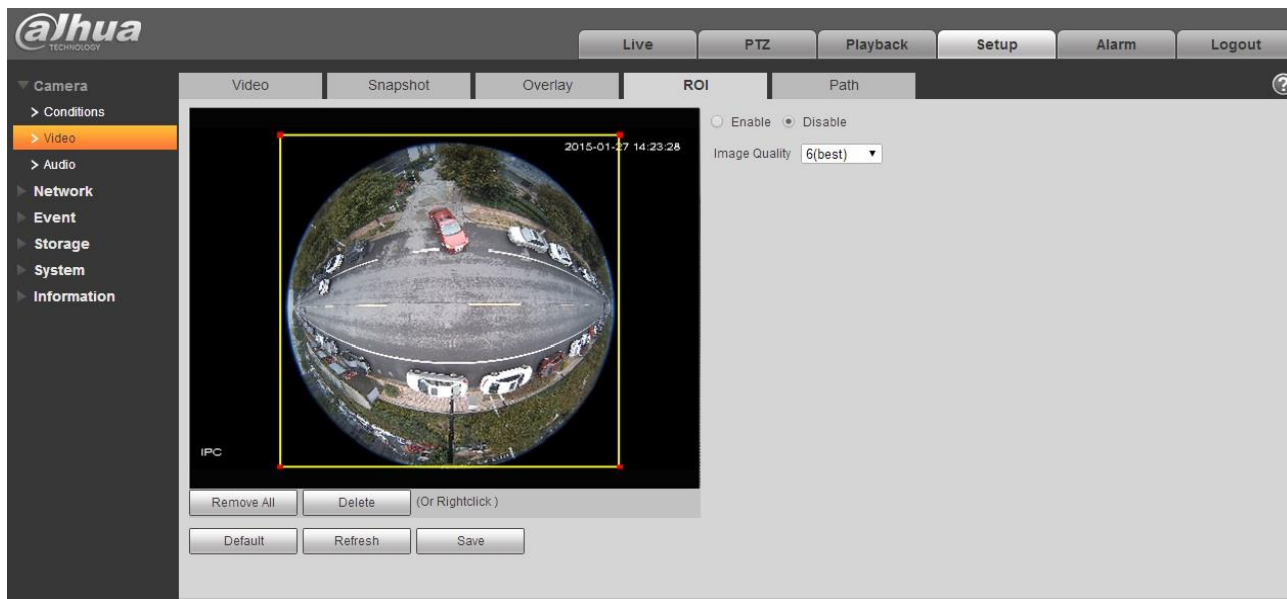 alhua
TECHNOLOGY
Live PTZ Playback Setup Alarm Logout
Camera
Conditions
Video
Audio
Network
Event
Storage
System
Information
Video Snapshot Overlay ROI Path
?
2015-01-27 14:23:28
IPC
Enable Disable
Image Quality 6(best)
Remove All Delete (Or Rightclick )
Default Refresh Save